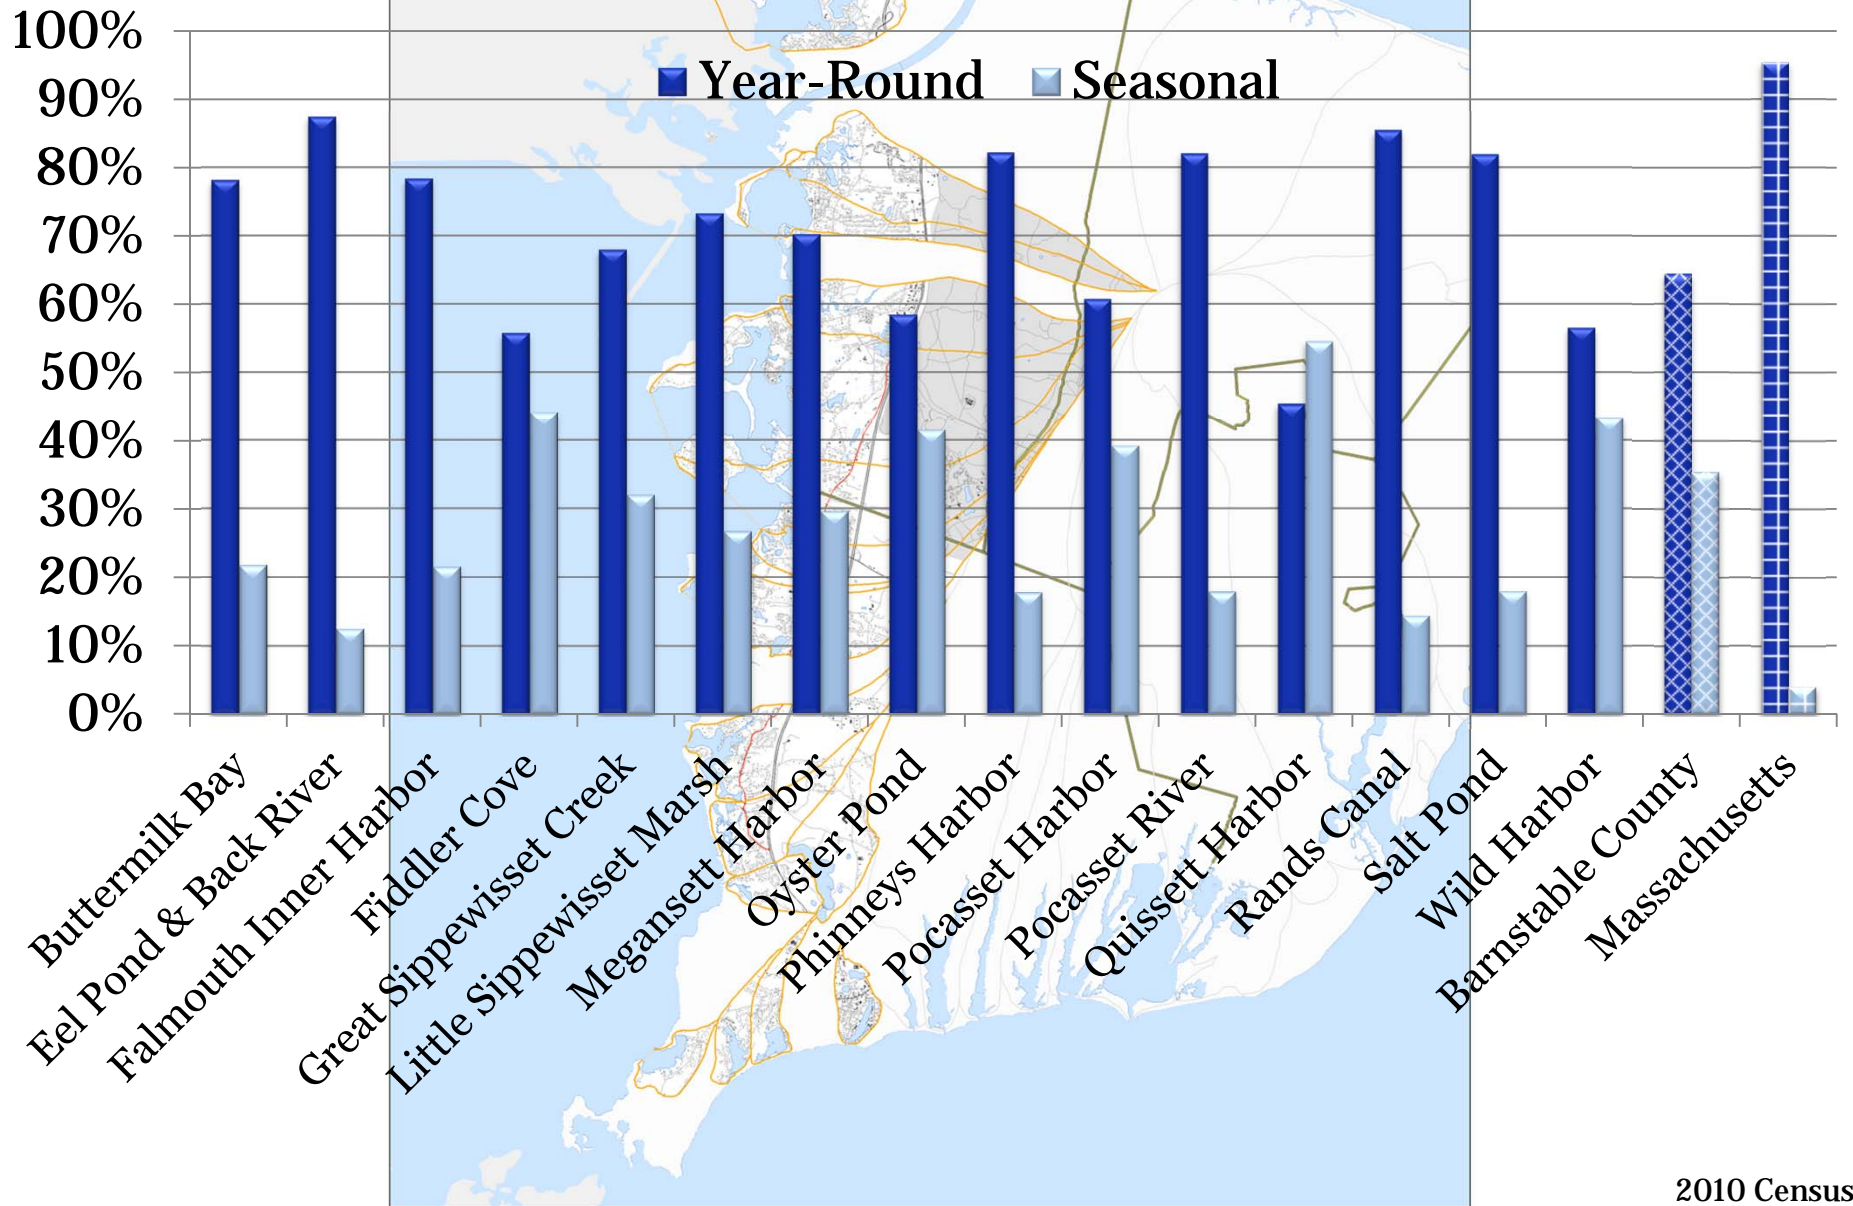 100%
90%
80%
70%
60%
50%
40%
30%
20%
10%
0%
Year-Round
Seasonal
Buttermilk Bay
Eel Pond & Back River
Falmouth Inner Harbor
Fiddler Cove
Great Sippewisset Creek
Little Sippewisset Marsh
Megansett Harbor
Oyster Pond
Phinneys Harbor
Pocasset Harbor
Pocasset River
Quissett Harbor
Rands Canal
Salt Pond
Wild Harbor
Barnstable County
Massachusetts
2010 Census